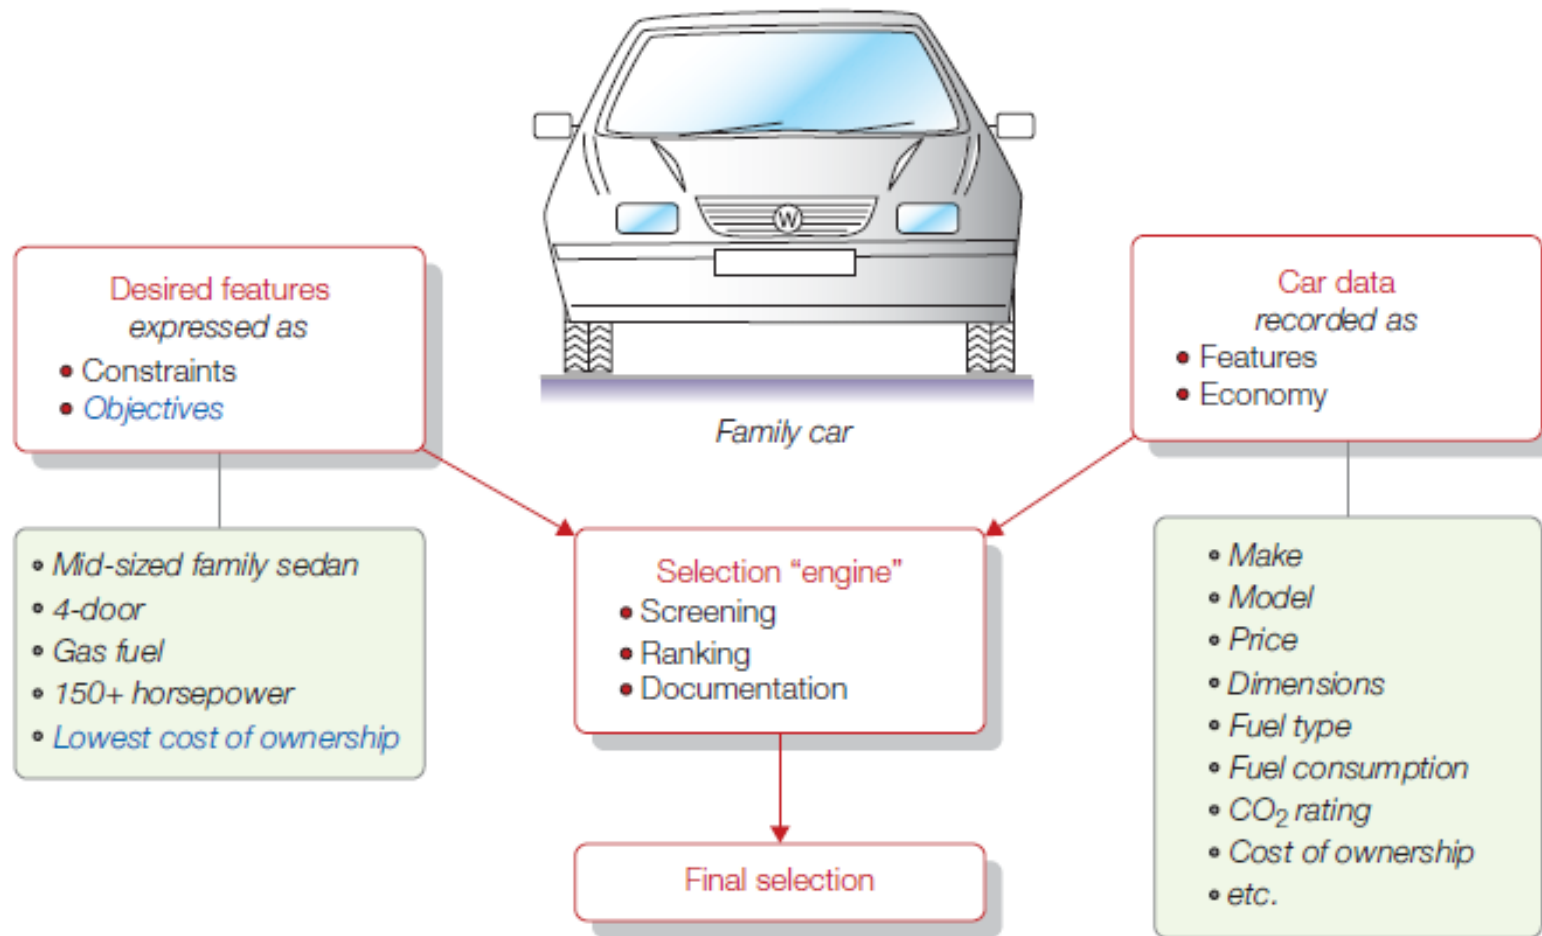 W
Family car
Desired features
expressed as
• Constraints
• Objectives
• Mid-sized family sedan
• 4-door
• Gas fuel
• 150+ horsepower
• Lowest cost of ownership
Selection “engine”
• Screening
• Ranking
• Documentation
Final selection
Car data
recorded as
• Features
• Economy
• Make
• Model
• Price
• Dimensions
• Fuel type
• Fuel consumption
• CO₂ rating
• Cost of ownership
• etc.